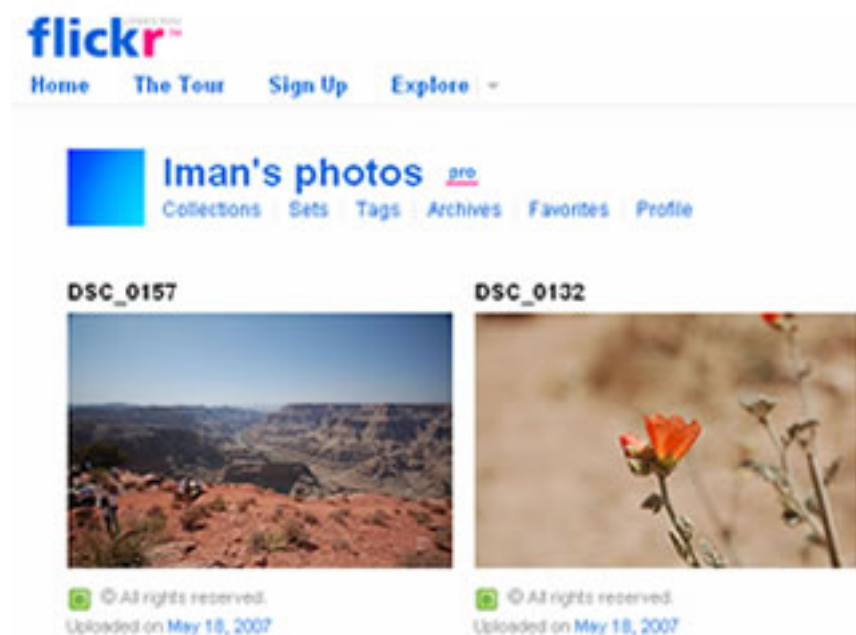 flickr
Home The Tour Sign Up Explore
Iman's photos pro
Collections Sets Tags Archives Favorites Profile
DSC_0157 DSC_0132
© All rights reserved. © All rights reserved.
Uploaded on May 18, 2007 Uploaded on May 18, 2007